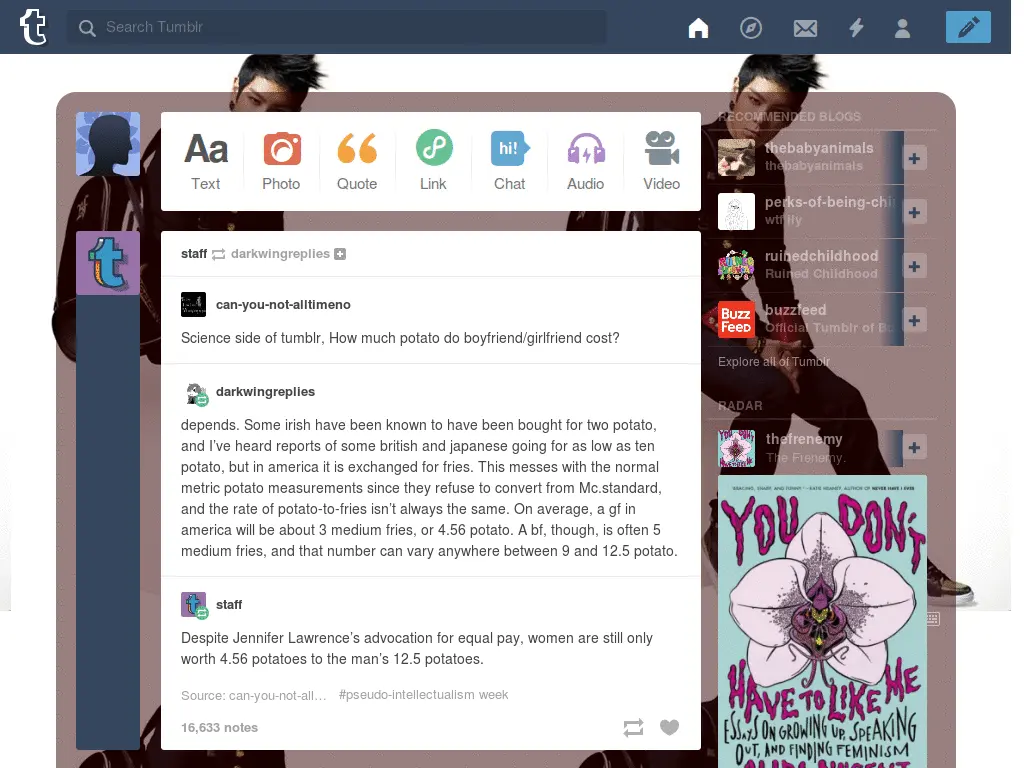 t
Search Tumblr
Aa
hi!
Text Photo Quote Link Chat Audio Video
staff darkwingreplies
can-you-not-alltimeno
Science side of tumblr, How much potato do boyfriend/girlfriend cost?
darkwingreplies
depends. Some irish have been known to have been bought for two potato,
and I’ve heard reports of some british and japanese going for as low as ten
potato, but in america it is exchanged for fries. This messes with the normal
metric potato measurements since they refuse to convert from Mc.standard,
and the rate of potato-to-fries isn’t always the same. On average, a gf in
america will be about 3 medium fries, or 4.56 potato. A bf, though, is often 5
medium fries, and that number can vary anywhere between 9 and 12.5 potato.
staff
Despite Jennifer Lawrence’s advocation for equal pay, women are still only
worth 4.56 potatoes to the man’s 12.5 potatoes.
Source: can-you-not-all… #pseudo-intellectualism week
16,633 notes
RECOMMENDED BLOGS
thebabyanimals
thebabyanimals
perks-of-being-chi
wtf lly
ruinedchildhood
Ruined Childhood
Buzz
Feed
buzzfeed
Official Tumblr of Bu
Explore all of Tumblr
RADAR
thefrenemy
The Frenemy.
YOU DON'T
HAVE TO LIKE ME
ESSAYS ON GROWING UP, SPEAKING
OUT, AND FINDING FEMINISM